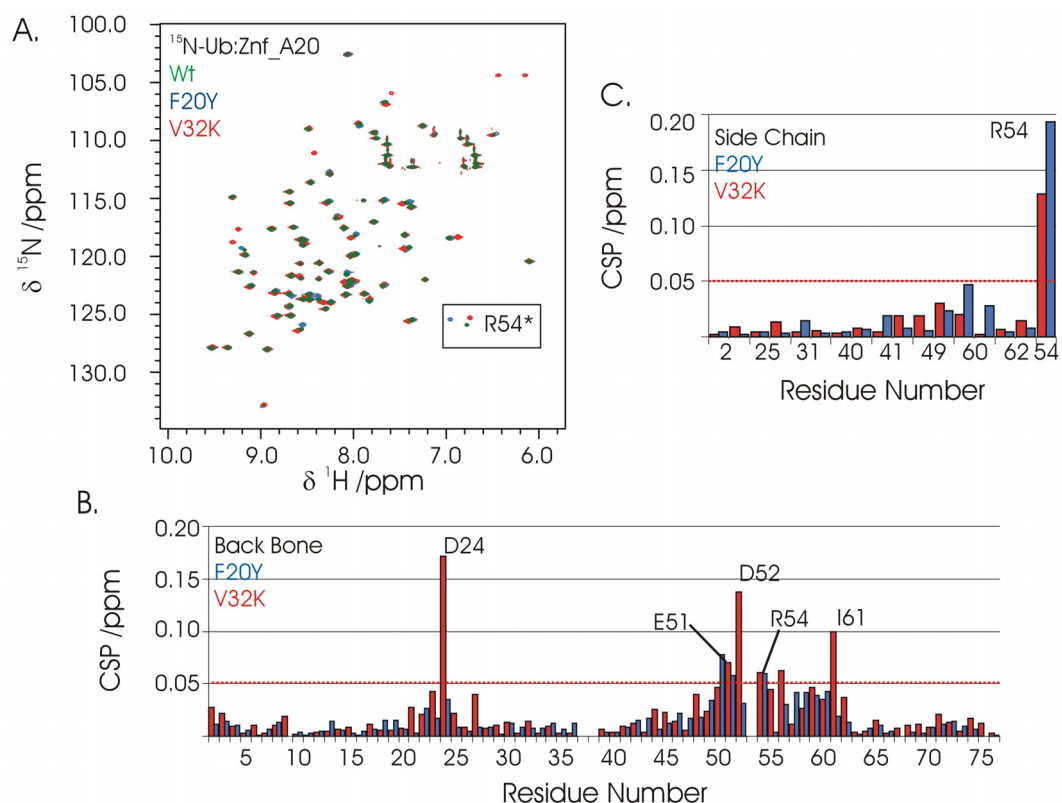 A.
100.0
105.0
110.0
115.0
120.0
125.0
130.0
δ ¹⁵N /ppm
¹⁵N-Ub:Znf_A20
Wt
F20Y
V32K
R54*
10.0 9.0 8.0 7.0 6.0
δ ¹H /ppm
C.
0.20
0.15
0.10
0.05
CSP /ppm
Side Chain
F20Y
V32K
R54
2 25 31 40 41 49 60 62 54
Residue Number
B.
0.20
0.15
0.10
0.05
CSP /ppm
Back Bone
F20Y
V32K
D24
E51
D52
R54
I61
5 10 15 20 25 30 35 40 45 50 55 60 65 70 75
Residue Number